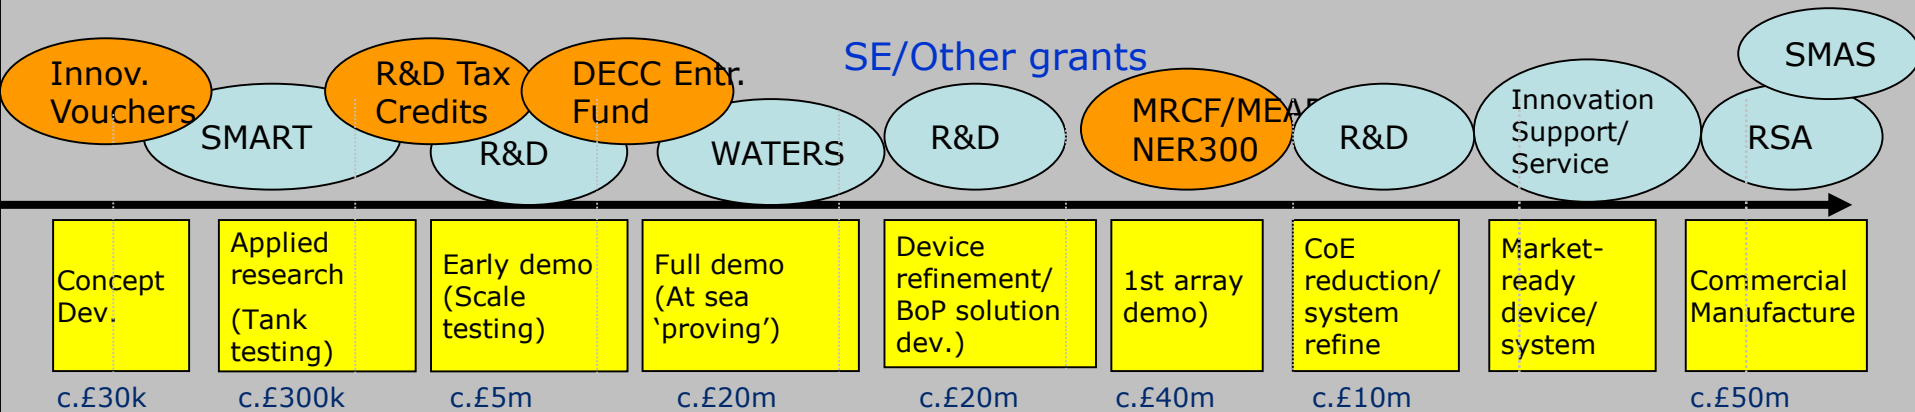 SE/Other grants
Innov.
Vouchers
SMART
R&D Tax
Credits
R&D
DECC Entr.
Fund
WATERS
R&D
MRCF/MEA
NER300
R&D
Innovation
Support/
Service
RSA
SMAS
Concept
Dev.
Applied
research
(Tank
testing)
Early demo
(Scale
testing)
Full demo
(At sea
‘proving’)
Device
refinement/
BoP solution
dev.)
1st array
demo)
CoE
reduction/
system
refine
Market-
ready
device/
system
Commercial
Manufacture
c.£30k
c.£300k
c.£5m
c.£20m
c.£20m
c.£40m
c.£10m
c.£50m